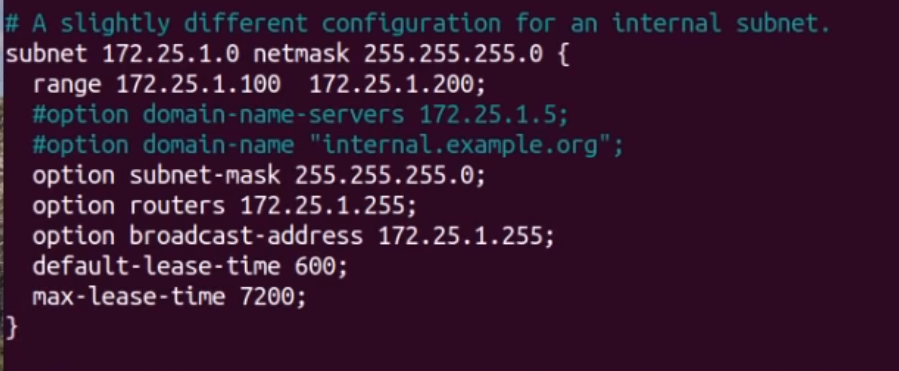 # A slightly different configuration for an internal subnet.
subnet 172.25.1.0 netmask 255.255.255.0 {
  range 172.25.1.100  172.25.1.200;
  #option domain-name-servers 172.25.1.5;
  #option domain-name "internal.example.org";
  option subnet-mask 255.255.255.0;
  option routers 172.25.1.255;
  option broadcast-address 172.25.1.255;
  default-lease-time 600;
  max-lease-time 7200;
}